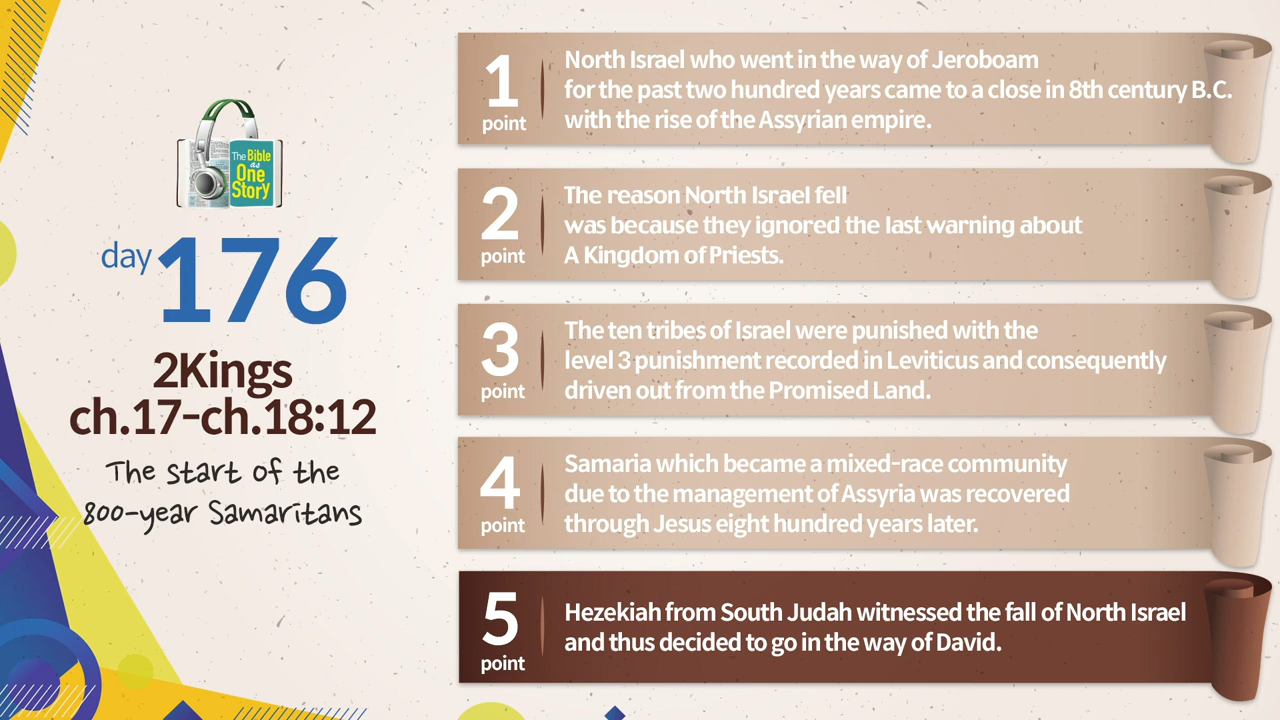 The Bible
as
One
Story
day 176
2Kings
ch.17-ch.18:12
The start of the
800-year Samaritans
1
point
North Israel who went in the way of Jeroboam
for the past two hundred years came to a close in 8th century B.C.
with the rise of the Assyrian empire.
2
point
The reason North Israel fell
was because they ignored the last warning about
A Kingdom of Priests.
3
point
The ten tribes of Israel were punished with the
level 3 punishment recorded in Leviticus and consequently
driven out from the Promised Land.
4
point
Samaria which became a mixed-race community
due to the management of Assyria was recovered
through Jesus eight hundred years later.
5
point
Hezekiah from South Judah witnessed the fall of North Israel
and thus decided to go in the way of David.